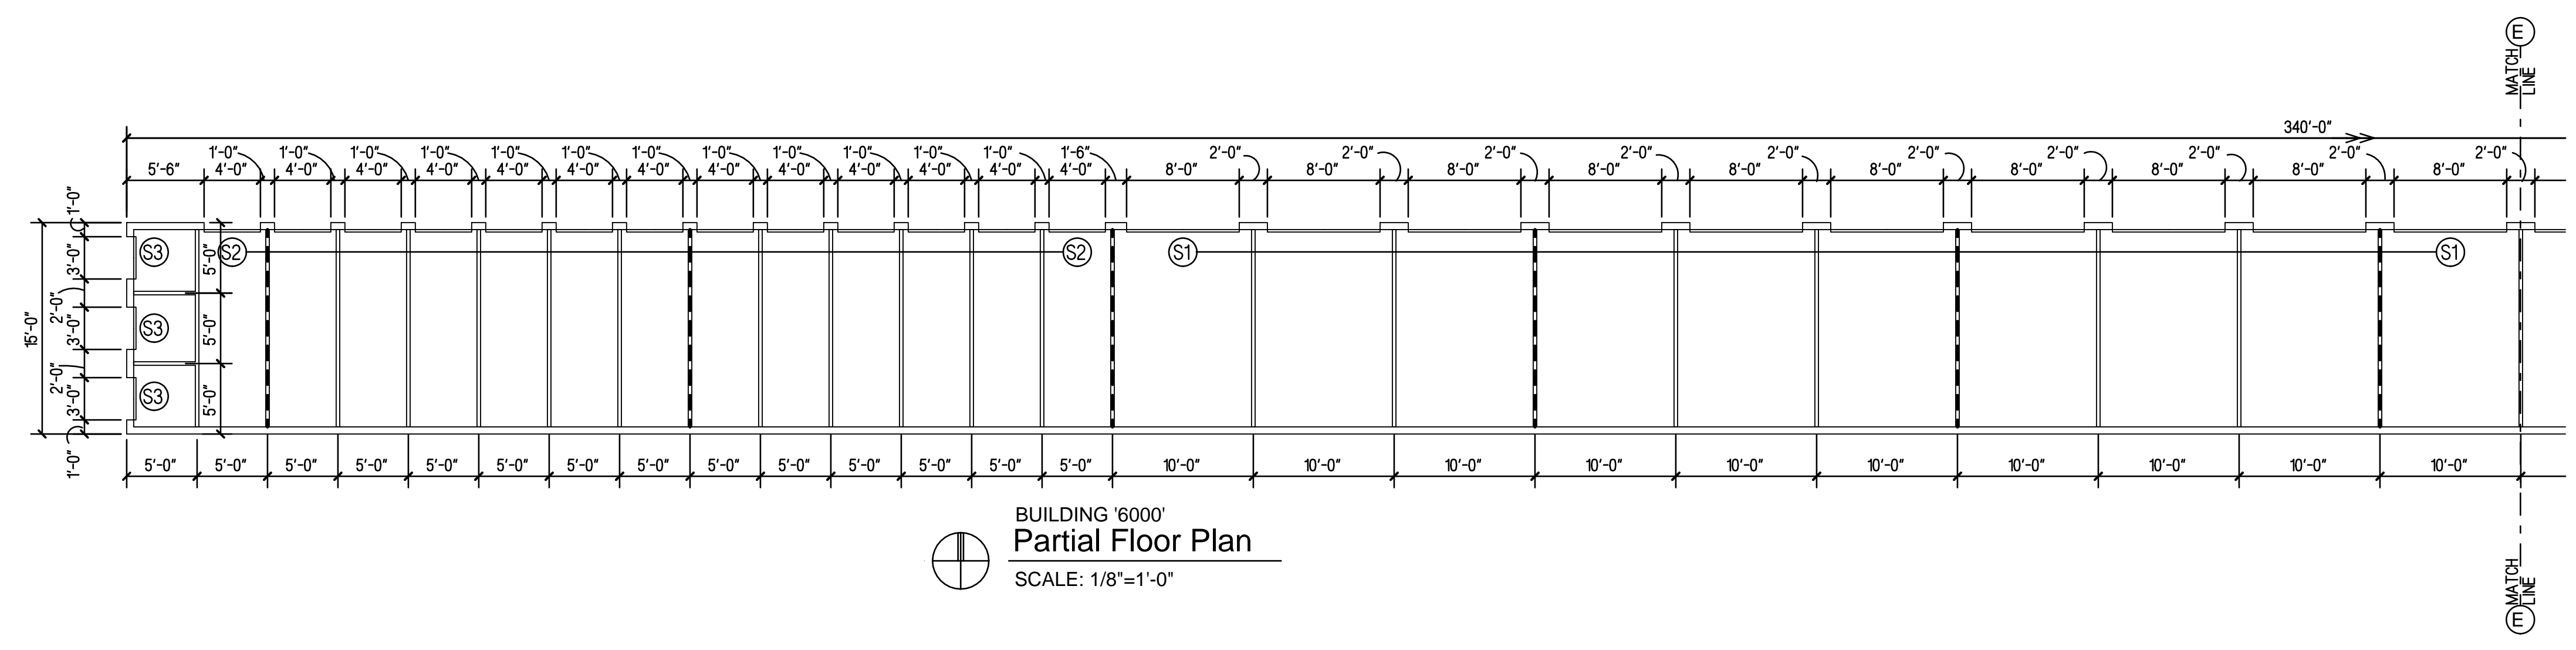 E
MATCH
LINE
340'-0"
1'-0" 1'-0" 1'-0" 1'-0" 1'-0" 1'-0" 1'-0" 1'-0" 1'-0" 1'-0" 1'-0" 1'-0" 1'-6" 2'-0" 2'-0" 2'-0" 2'-0" 2'-0" 2'-0" 2'-0" 2'-0" 2'-0" 2'-0"
5'-6" 4'-0" 4'-0" 4'-0" 4'-0" 4'-0" 4'-0" 4'-0" 4'-0" 4'-0" 4'-0" 4'-0" 4'-0" 4'-0" 8'-0" 8'-0" 8'-0" 8'-0" 8'-0" 8'-0" 8'-0" 8'-0" 8'-0" 8'-0"
15'-0"
1'-0"
3'-0"
2'-0"
3'-0"
2'-0"
3'-0"
1'-0"
S3 S2 S2 S1 S1
S3
S3
5'-0"
5'-0"
5'-0"
5'-0" 5'-0" 5'-0" 5'-0" 5'-0" 5'-0" 5'-0" 5'-0" 5'-0" 5'-0" 5'-0" 5'-0" 5'-0" 5'-0" 10'-0" 10'-0" 10'-0" 10'-0" 10'-0" 10'-0" 10'-0" 10'-0" 10'-0" 10'-0"
BUILDING '6000'
Partial Floor Plan
SCALE: 1/8"=1'-0"
MATCH
LINE
E